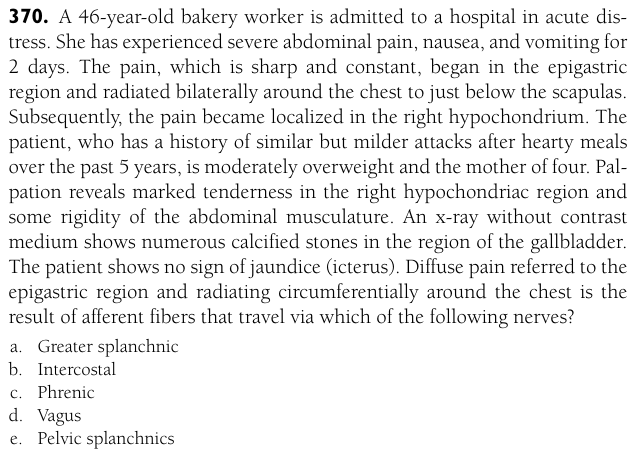 370. A 46-year-old bakery worker is admitted to a hospital in acute dis-
tress. She has experienced severe abdominal pain, nausea, and vomiting for
2 days. The pain, which is sharp and constant, began in the epigastric
region and radiated bilaterally around the chest to just below the scapulas.
Subsequently, the pain became localized in the right hypochondrium. The
patient, who has a history of similar but milder attacks after hearty meals
over the past 5 years, is moderately overweight and the mother of four. Pal-
pation reveals marked tenderness in the right hypochondriac region and
some rigidity of the abdominal musculature. An x-ray without contrast
medium shows numerous calcified stones in the region of the gallbladder.
The patient shows no sign of jaundice (icterus). Diffuse pain referred to the
epigastric region and radiating circumferentially around the chest is the
result of afferent fibers that travel via which of the following nerves?
a. Greater splanchnic
b. Intercostal
c. Phrenic
d. Vagus
e. Pelvic splanchnics